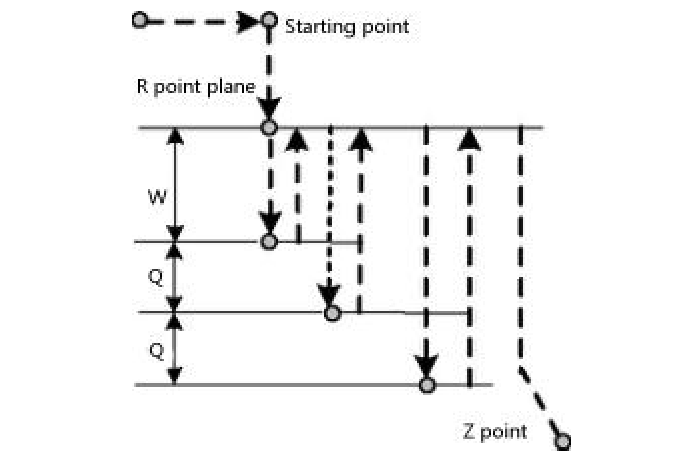 Starting point
R point plane
W
Q
Q
Z point